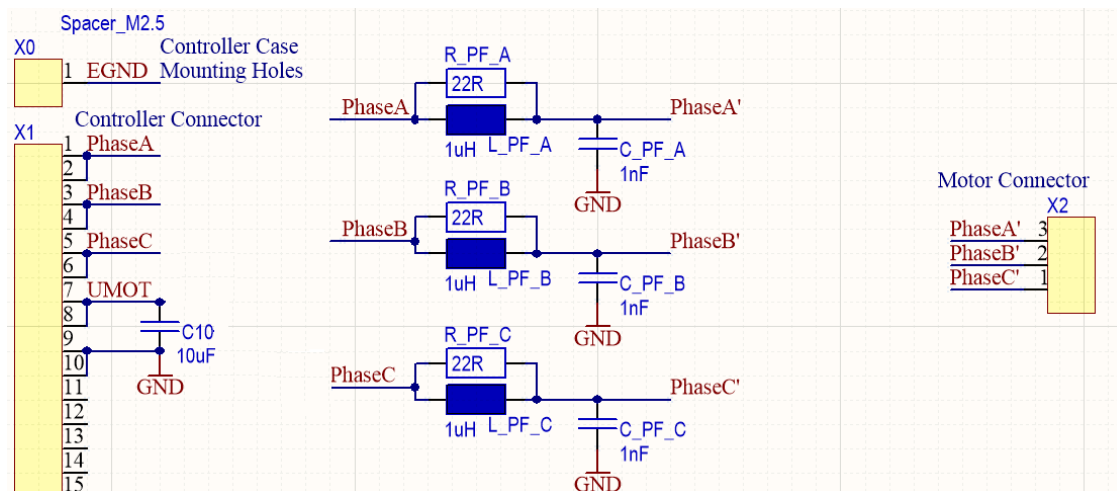 Spacer_M2.5
X0
Controller Case
1 EGND Mounting Holes
Controller Connector
X1
1 PhaseA
2
3 PhaseB
4
5 PhaseC
6
7 UMOT
8
9
10
11
12
13
14
15
C10
10uF
GND
R_PF_A
22R
PhaseA
PhaseA'
1uH L_PF_A
C_PF_A
1nF
GND
R_PF_B
22R
PhaseB
PhaseB'
1uH L_PF_B
C_PF_B
1nF
GND
R_PF_C
22R
PhaseC
PhaseC'
1uH L_PF_C
C_PF_C
1nF
GND
Motor Connector
X2
PhaseA' 3
PhaseB' 2
PhaseC' 1